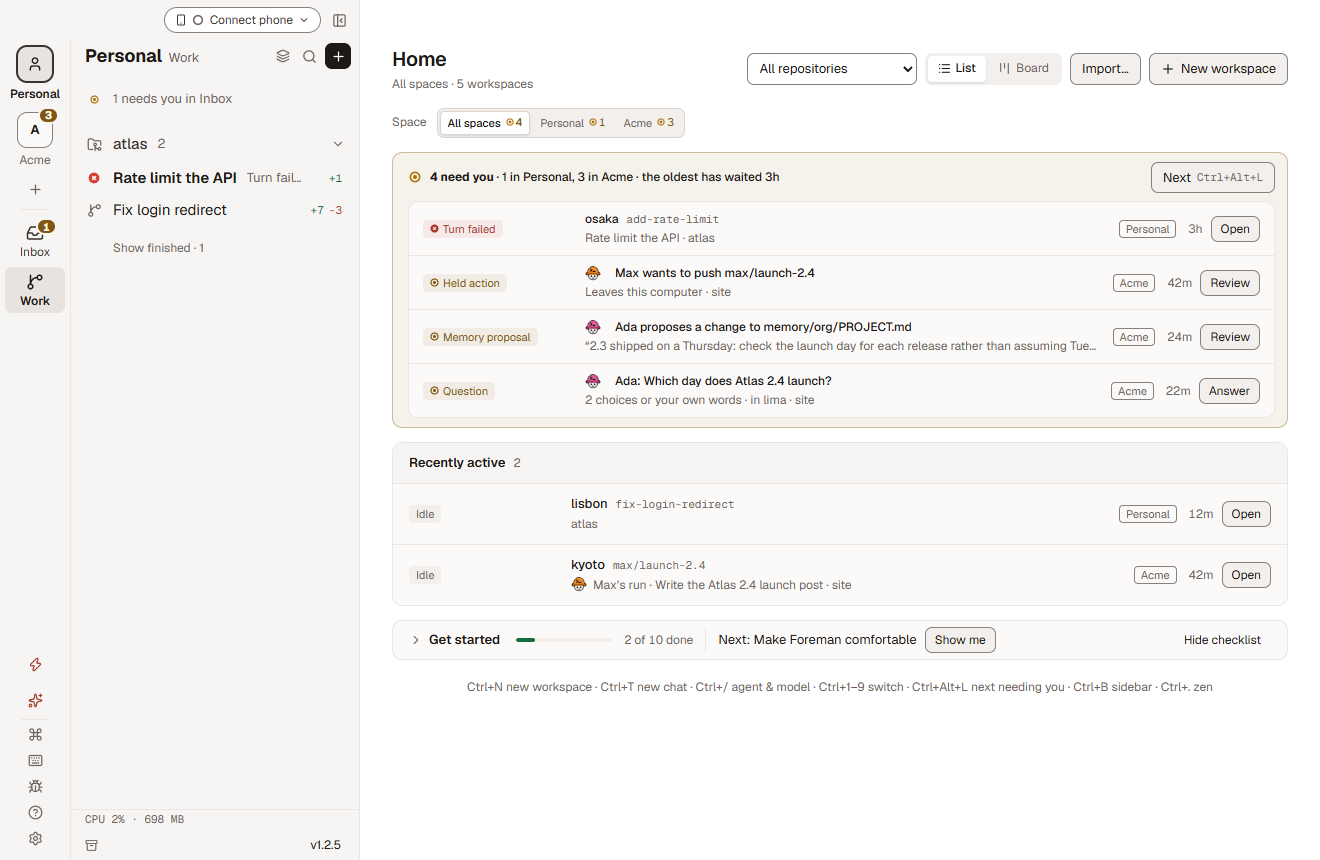 Connect phone
Personal
A
3
Acme
1
Inbox
Work
Personal Work
1 needs you in Inbox
atlas 2
Rate limit the API Turn fail… +1
Fix login redirect +7 -3
Show finished · 1
CPU 2% · 698 MB
v1.2.5
Home
All spaces · 5 workspaces
All repositories
List
Board
Import…
New workspace
Space
All spaces 4
Personal 1
Acme 3
4 need you · 1 in Personal, 3 in Acme · the oldest has waited 3h
Next Ctrl+Alt+L
Turn failed
osaka add-rate-limit
Rate limit the API · atlas
Personal 3h Open
Held action
Max wants to push max/launch-2.4
Leaves this computer · site
Acme 42m Review
Memory proposal
Ada proposes a change to memory/org/PROJECT.md
“2.3 shipped on a Thursday: check the launch day for each release rather than assuming Tue…
Acme 24m Review
Question
Ada: Which day does Atlas 2.4 launch?
2 choices or your own words · in lima · site
Acme 22m Answer
Recently active 2
Idle
lisbon fix-login-redirect
atlas
Personal 12m Open
Idle
kyoto max/launch-2.4
Max’s run · Write the Atlas 2.4 launch post · site
Acme 42m Open
Get started
2 of 10 done
Next: Make Foreman comfortable
Show me
Hide checklist
Ctrl+N new workspace · Ctrl+T new chat · Ctrl+/ agent & model · Ctrl+1–9 switch · Ctrl+Alt+L next needing you · Ctrl+B sidebar · Ctrl+. zen